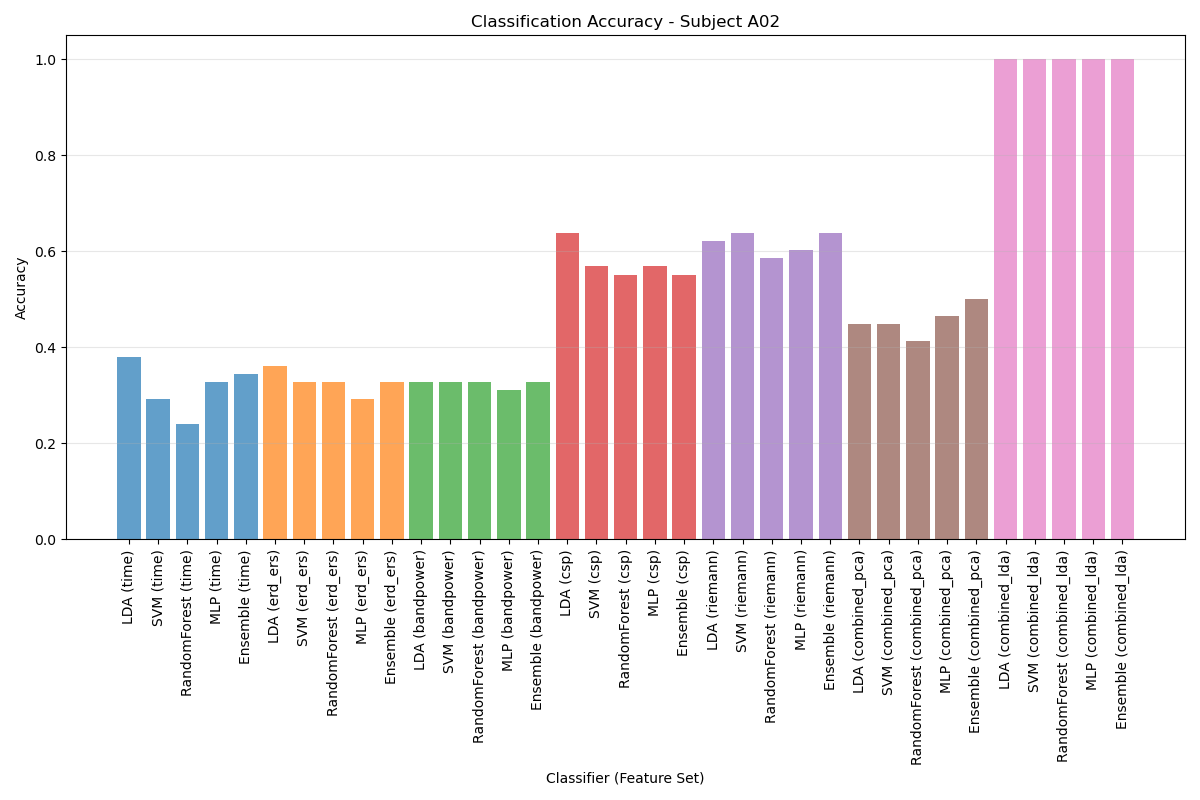 Classification Accuracy - Subject A02
Accuracy
1.0
0.8
0.6
0.4
0.2
0.0
LDA (time)
SVM (time)
RandomForest (time)
MLP (time)
Ensemble (time)
LDA (erd_ers)
SVM (erd_ers)
RandomForest (erd_ers)
MLP (erd_ers)
Ensemble (erd_ers)
LDA (bandpower)
SVM (bandpower)
RandomForest (bandpower)
MLP (bandpower)
Ensemble (bandpower)
LDA (csp)
SVM (csp)
RandomForest (csp)
MLP (csp)
Ensemble (csp)
LDA (riemann)
SVM (riemann)
RandomForest (riemann)
MLP (riemann)
Ensemble (riemann)
LDA (combined_pca)
SVM (combined_pca)
RandomForest (combined_pca)
MLP (combined_pca)
Ensemble (combined_pca)
LDA (combined_lda)
SVM (combined_lda)
RandomForest (combined_lda)
MLP (combined_lda)
Ensemble (combined_lda)
Classifier (Feature Set)